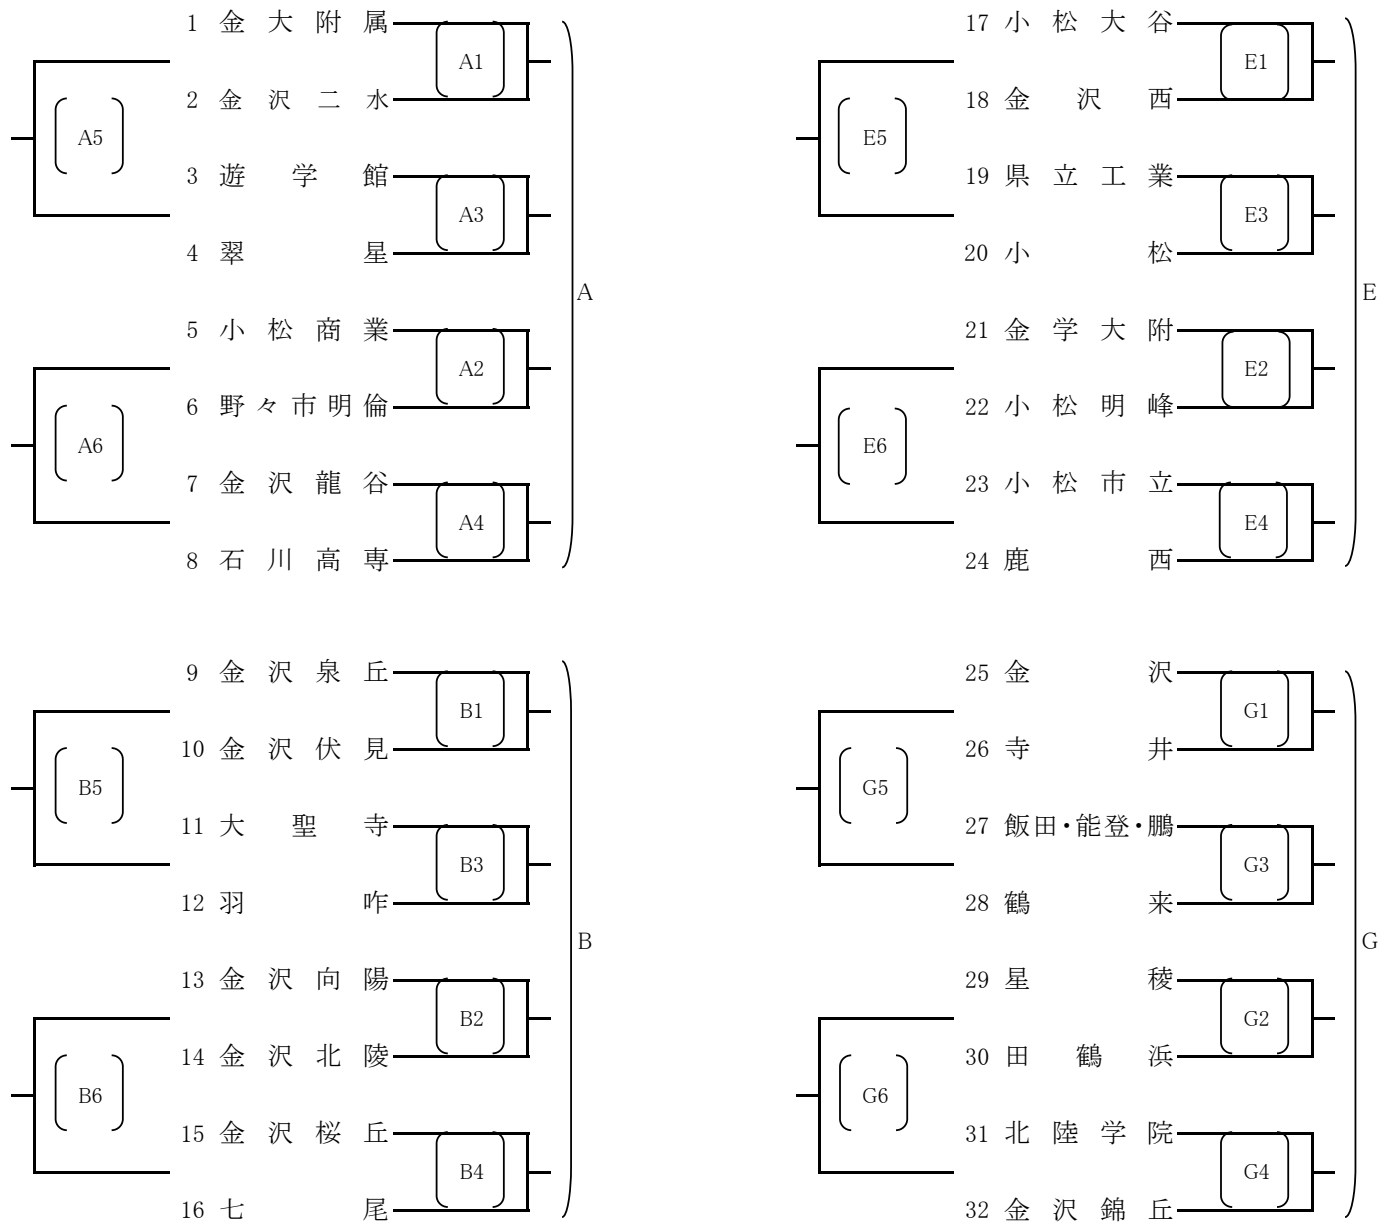 1 金大附属
A1
2 金沢二水
A5
3 遊学館
A3
4 翠星
A
5 小松商業
A2
6 野々市明倫
A6
7 金沢龍谷
A4
8 石川高専
9 金沢泉丘
B1
10 金沢伏見
B5
11 大聖寺
B3
12 羽咋
B
13 金沢向陽
B2
14 金沢北陵
B6
15 金沢桜丘
B4
16 七尾
17 小松大谷
E1
18 金沢西
E5
19 県立工業
E3
20 小松
E
21 金学大附
E2
22 小松明峰
E6
23 小松市立
E4
24 鹿西
25 金沢
G1
26 寺井
G5
27 飯田・能登・鵬
G3
28 鶴来
G
29 星稜
G2
30 田鶴浜
G6
31 北陸学院
G4
32 金沢錦丘